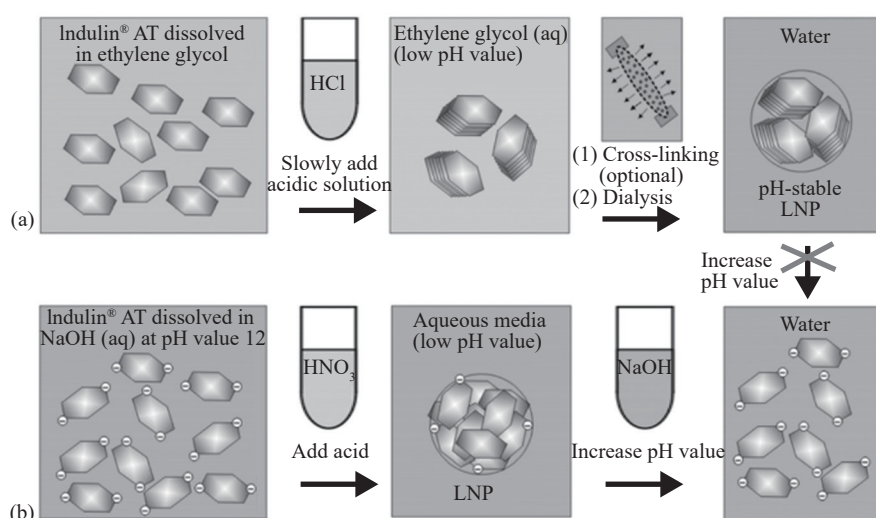 Indulin® AT dissolved
in ethylene glycol
HCl
Slowly add
acidic solution
Ethylene glycol (aq)
(low pH value)
(1) Cross-linking
(optional)
(2) Dialysis
Water
pH-stable
LNP
(a)
Increase
pH value
Indulin® AT dissolved in
NaOH (aq) at pH value 12
HNO₃
Add acid
Aqueous media
(low pH value)
LNP
NaOH
Increase pH value
Water
(b)